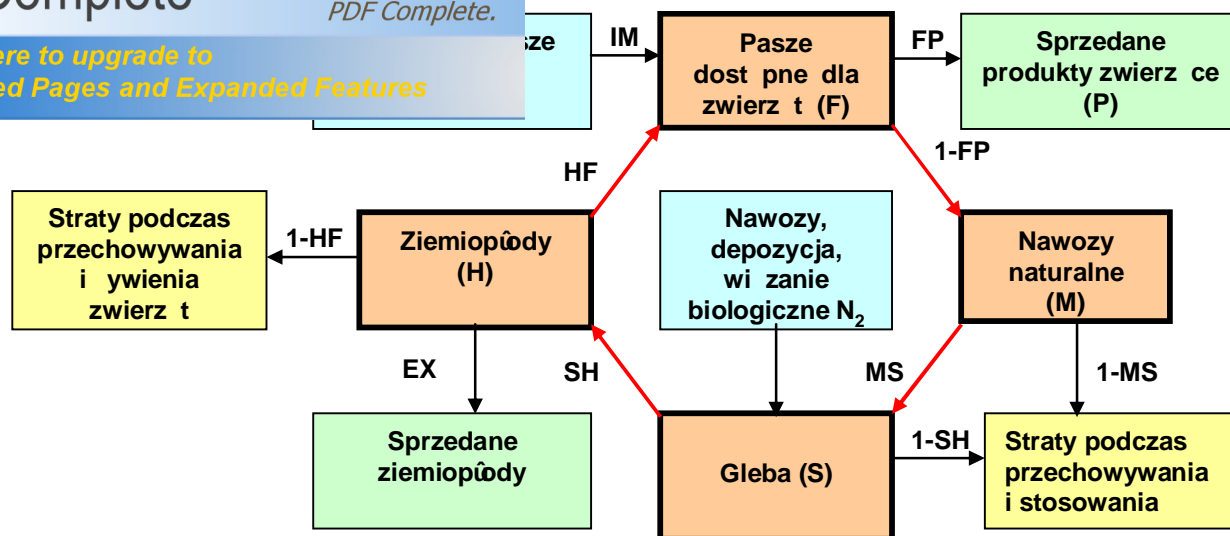 PDF Complete.
ere to upgrade to
ed Pages and Expanded Features
sze
IM
Pasze
dost pne dla
zwierz t (F)
FP
Sprzedane
produkty zwierz ce
(P)
HF
1-FP
Straty podczas
przechowywania
i ywienia
zwierz t
1-HF
Ziemiopûody
(H)
Nawozy,
depozycja,
wi zanie
biologiczne N2
Nawozy
naturalne
(M)
EX
SH
MS
1-MS
Sprzedane
ziemiopûody
Gleba (S)
1-SH
Straty podczas
przechowywania
i stosowania